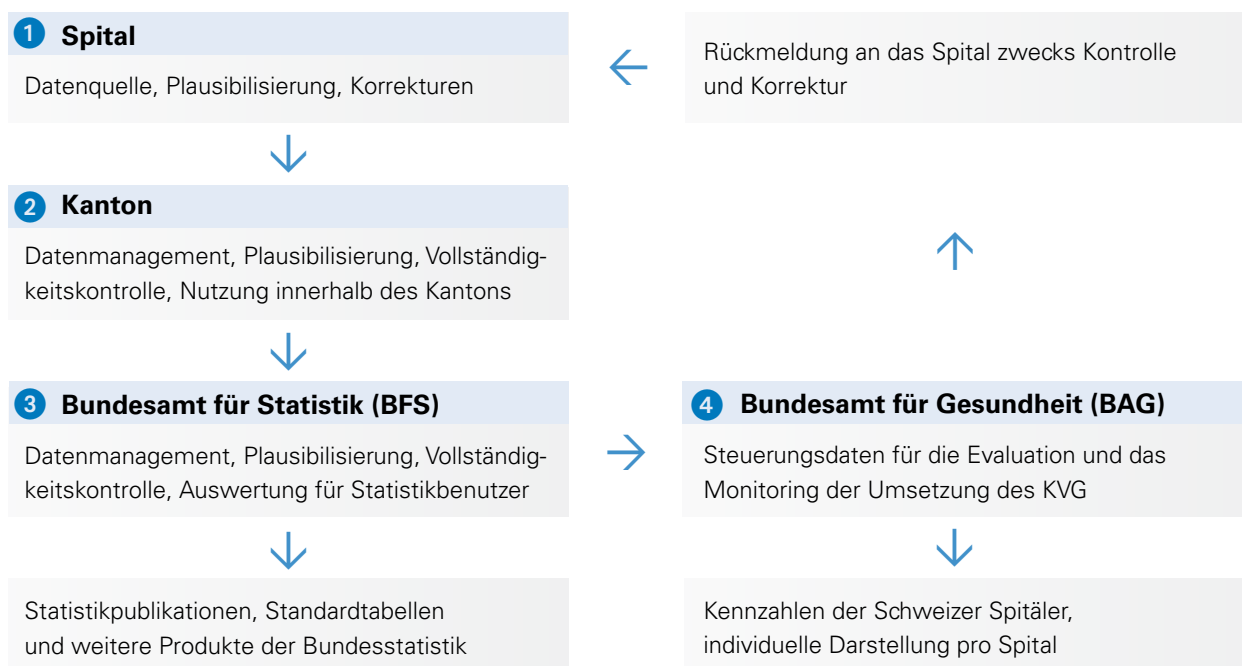 1 Spital
Datenquelle, Plausibilisierung, Korrekturen
Rückmeldung an das Spital zwecks Kontrolle
und Korrektur
2 Kanton
Datenmanagement, Plausibilisierung, Vollständig-
keitskontrolle, Nutzung innerhalb des Kantons
3 Bundesamt für Statistik (BFS)
Datenmanagement, Plausibilisierung, Vollständig-
keitskontrolle, Auswertung für Statistikbenutzer
4 Bundesamt für Gesundheit (BAG)
Steuerungsdaten für die Evaluation und das
Monitoring der Umsetzung des KVG
Statistikpublikationen, Standardtabellen
und weitere Produkte der Bundesstatistik
Kennzahlen der Schweizer Spitäler,
individuelle Darstellung pro Spital